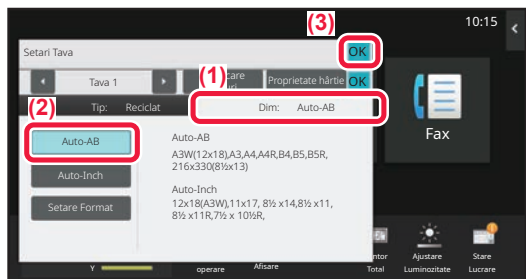 10:15
(3)
Setari Tava
OK
Tava 1
(1)
Proprietate hârtie
OK
(2)
Tip: Reciclat
Dim: Auto-AB
Auto-AB
Auto-AB
A3W(12x18),A3,A4,A4R,B4,B5,B5R,
216x330(8½x13)
Auto-Inch
Auto-Inch
12x18(A3W),11x17, 8½ x14,8½ x11,
8½ x11R,7½ x 10½R,
Setare Format
Fax
Y
operare
Afisare
Total
Ajustare
Luminozitate
Stare
Lucrare